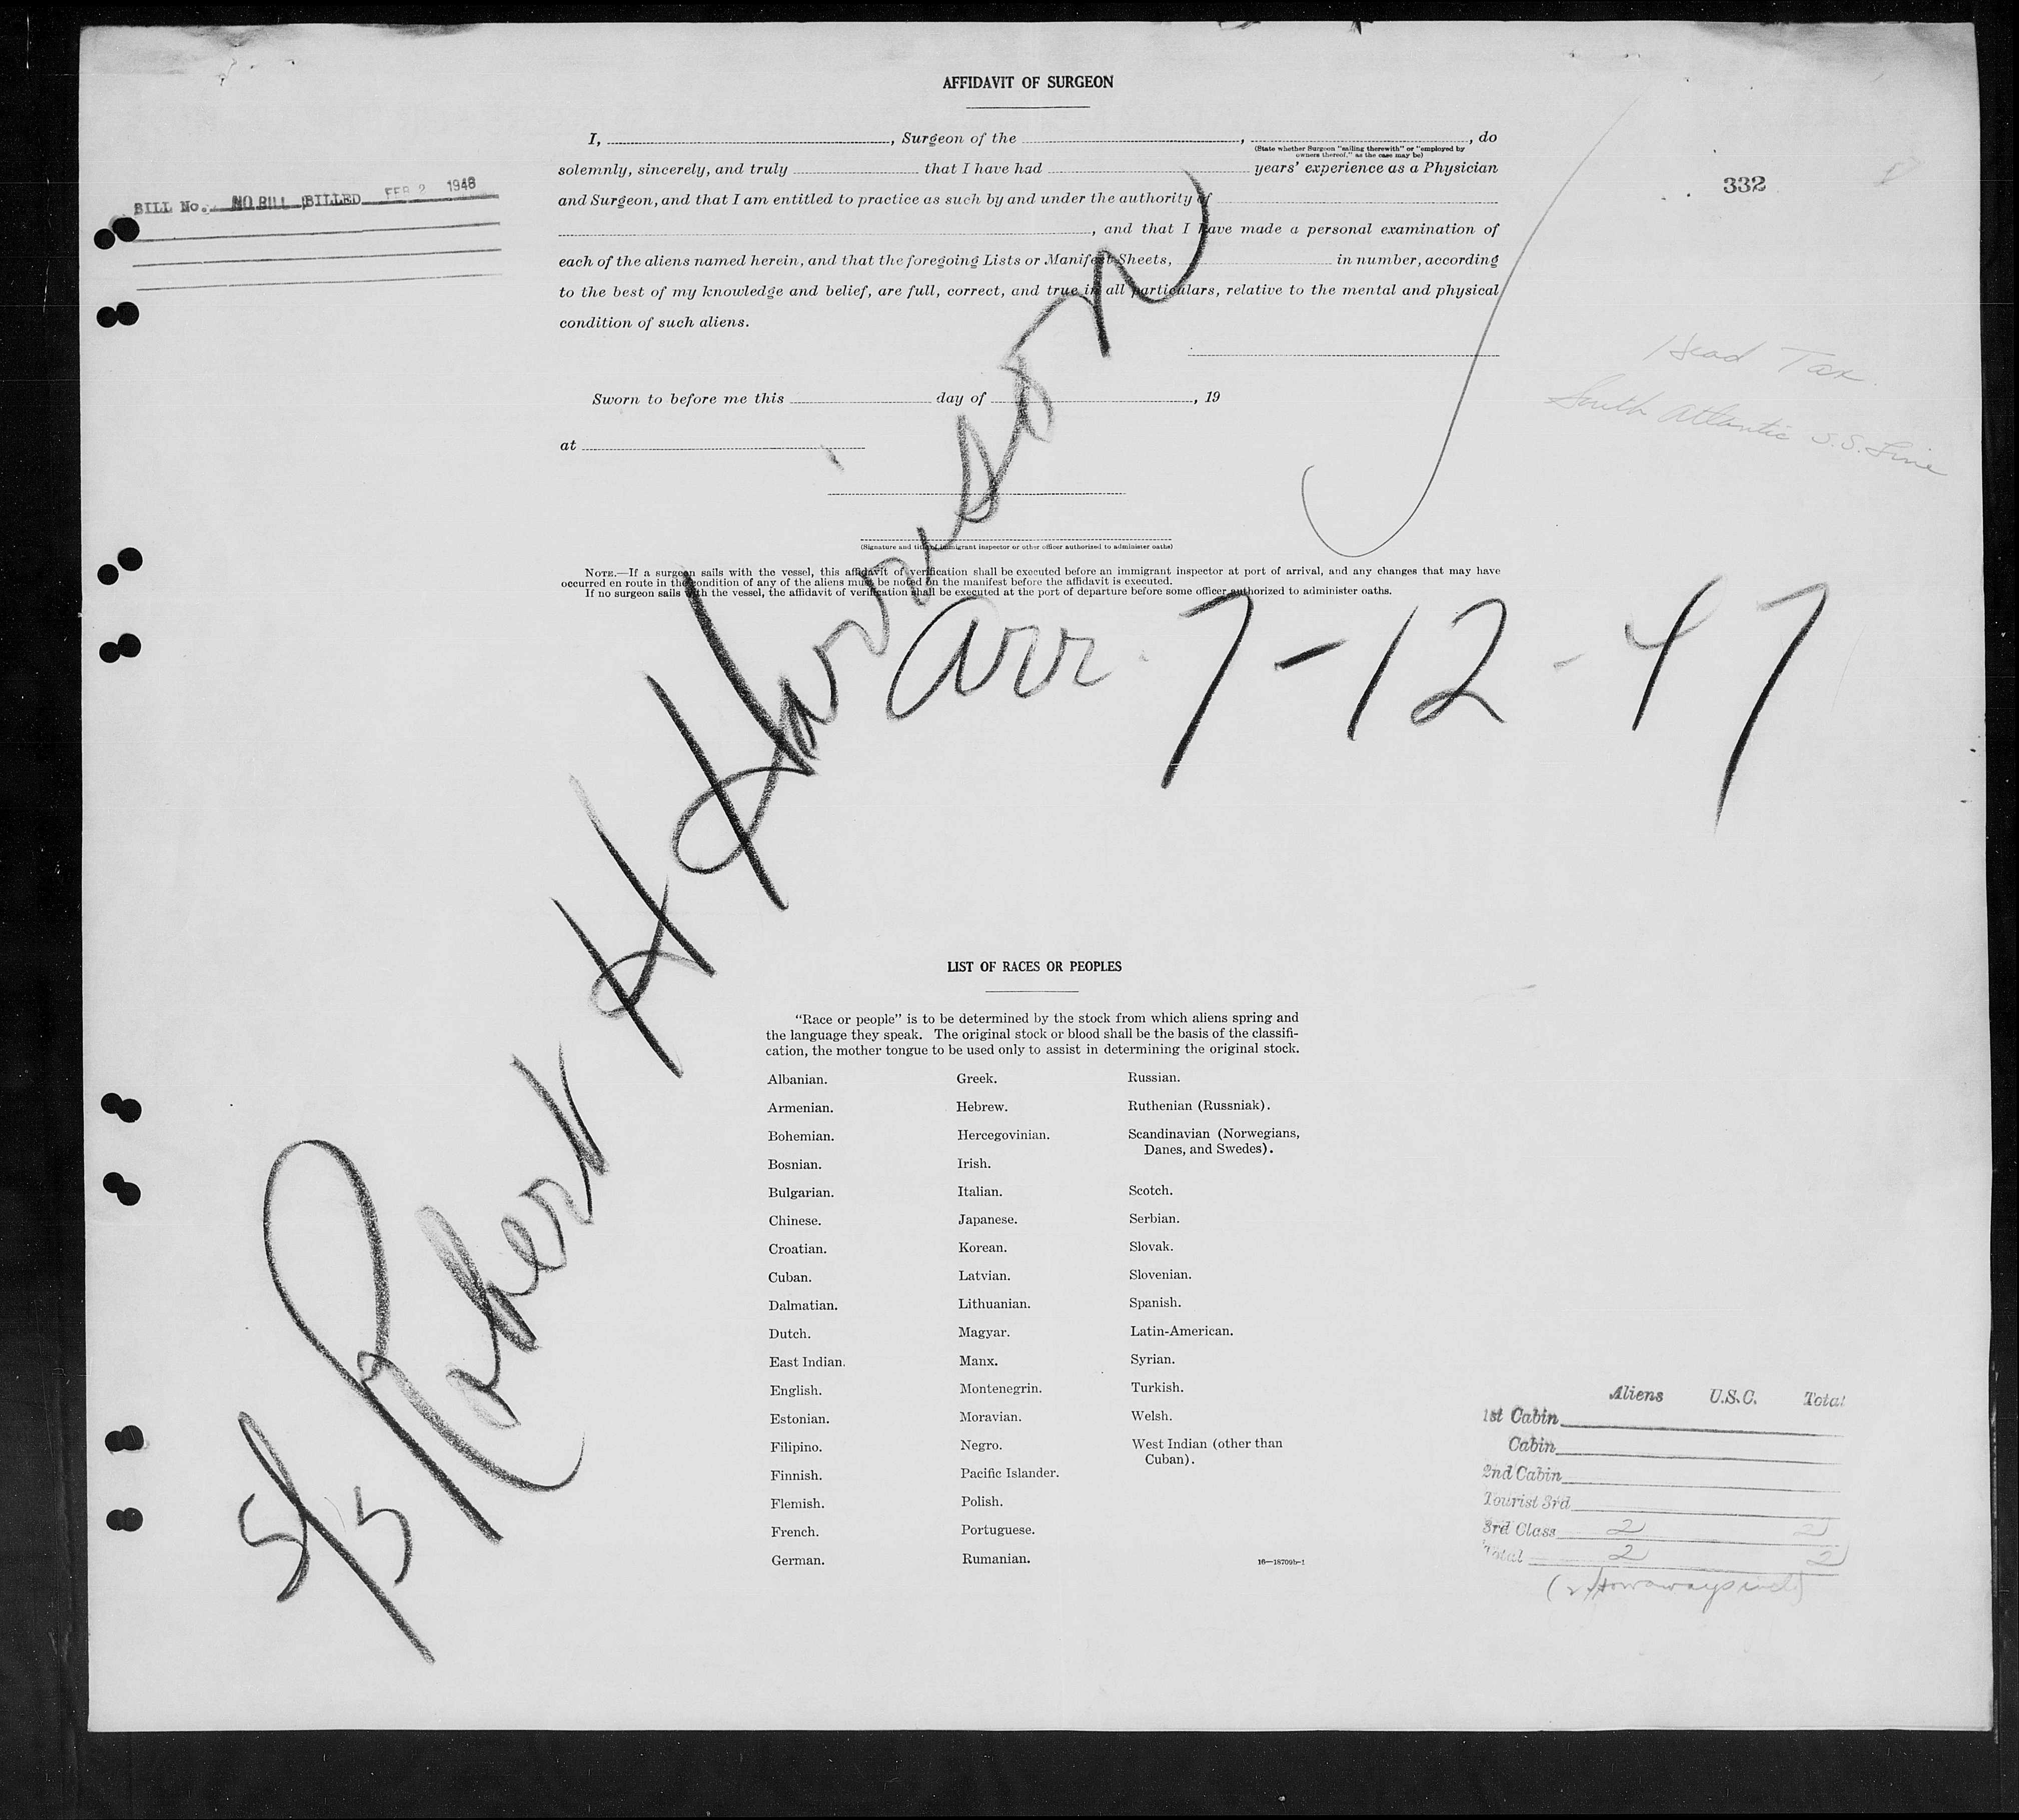 AFFIDAVIT OF SURGEON
I, , Surgeon of the , , do
(State whether Surgeon "sailing therewith" or "employed by
owners thereof," as the case may be)
solemnly, sincerely, and truly that I have had years' experience as a Physician
and Surgeon, and that I am entitled to practice as such by and under the authority of
, and that I have made a personal examination of
each of the aliens named herein, and that the foregoing Lists or Manifest Sheets, in number, according
to the best of my knowledge and belief, are full, correct, and true in all particulars, relative to the mental and physical
condition of such aliens.
Sworn to before me this day of , 19
at
(Signature and title of immigrant inspector or other officer authorized to administer oaths)
NOTE.—If a surgeon sails with the vessel, this affidavit of verification shall be executed before an immigrant inspector at port of arrival, and any changes that may have
occurred en route in the condition of any of the aliens must be noted on the manifest before the affidavit is executed.
If no surgeon sails with the vessel, the affidavit of verification shall be executed at the port of departure before some officer authorized to administer oaths.
BILL No. NO BILL BILLED FEB 2 1948
332
Head Tax
South Atlantic S.S. Line
S/S Robert H Harrison
arr. 7-12-47
LIST OF RACES OR PEOPLES
"Race or people" is to be determined by the stock from which aliens spring and
the language they speak. The original stock or blood shall be the basis of the classifi-
cation, the mother tongue to be used only to assist in determining the original stock.
Albanian.
Armenian.
Bohemian.
Bosnian.
Bulgarian.
Chinese.
Croatian.
Cuban.
Dalmatian.
Dutch.
East Indian.
English.
Estonian.
Filipino.
Finnish.
Flemish.
French.
German.
Greek.
Hebrew.
Hercegovinian.
Irish.
Italian.
Japanese.
Korean.
Latvian.
Lithuanian.
Magyar.
Manx.
Montenegrin.
Moravian.
Negro.
Pacific Islander.
Polish.
Portuguese.
Rumanian.
Russian.
Ruthenian (Russniak).
Scandinavian (Norwegians,
Danes, and Swedes).
Scotch.
Serbian.
Slovak.
Slovenian.
Spanish.
Latin-American.
Syrian.
Turkish.
Welsh.
West Indian (other than
Cuban).
16—18709b-1
Aliens U.S.C. Total
1st Cabin
Cabin
2nd Cabin
Tourist 3rd
3rd Class 2 2
Total 2 2
(2 stowaways incl)